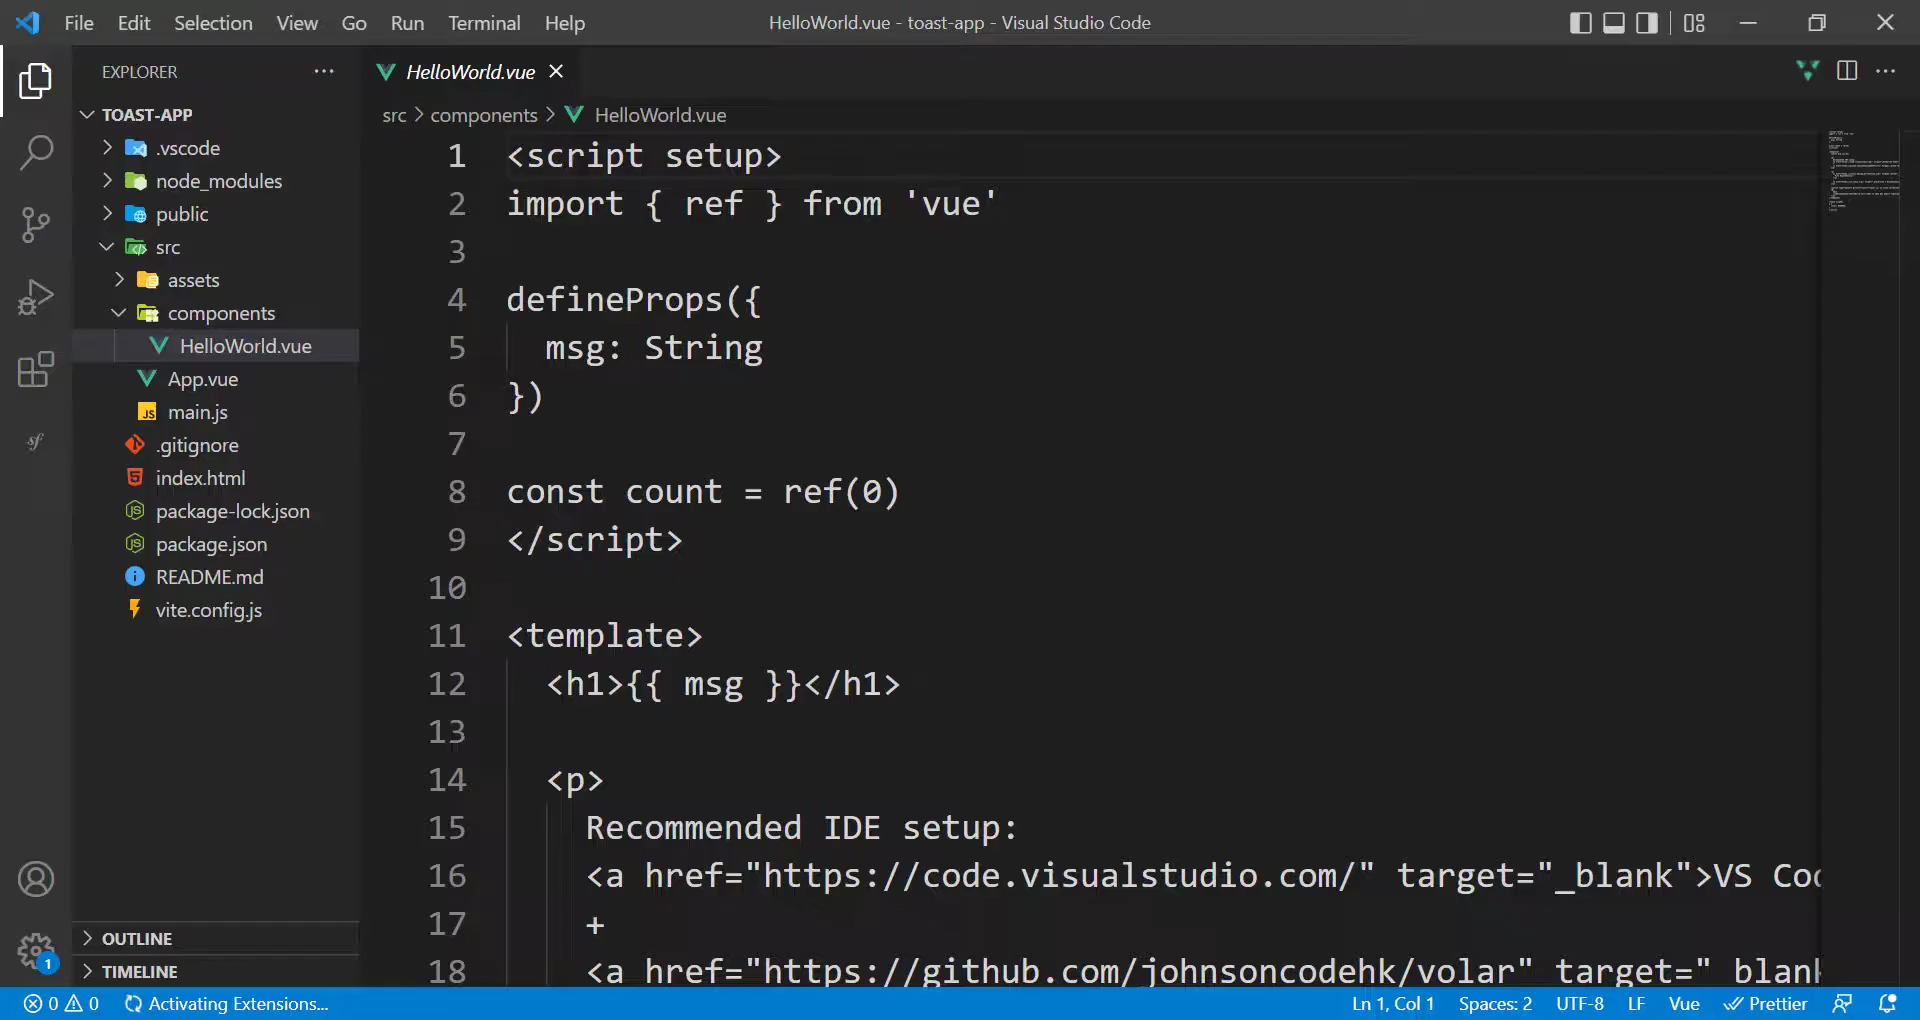 File Edit Selection View Go Run Terminal Help
HelloWorld.vue - toast-app - Visual Studio Code
EXPLORER
TOAST-APP
.vscode
node_modules
public
src
assets
components
HelloWorld.vue
App.vue
main.js
.gitignore
index.html
package-lock.json
package.json
README.md
vite.config.js
OUTLINE
TIMELINE
HelloWorld.vue
src > components > HelloWorld.vue
1 <script setup>
2 import { ref } from 'vue'
3
4 defineProps({
5 msg: String
6 })
7
8 const count = ref(0)
9 </script>
10
11 <template>
12 <h1>{{ msg }}</h1>
13
14 <p>
15 Recommended IDE setup:
16 <a href="https://code.visualstudio.com/" target="_blank">VS Co
17 +
18 <a href="https://github.com/johnsoncodehk/volar" target="_blank
1
0 0 Activating Extensions...
Ln 1, Col 1 Spaces: 2 UTF-8 LF Vue Prettier